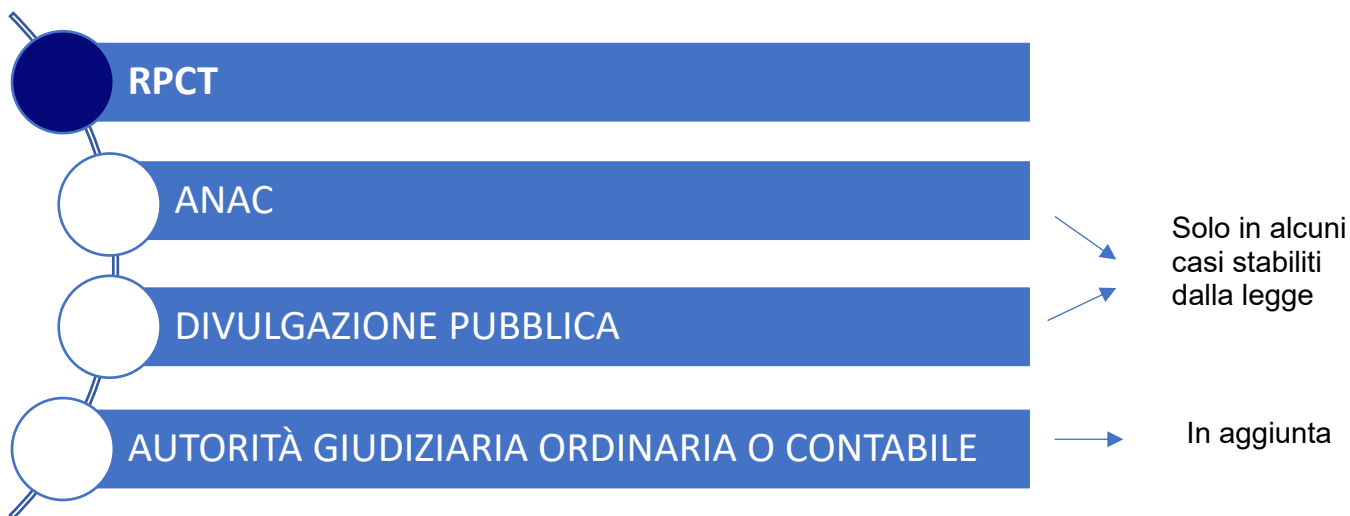 RPCT
ANAC
Solo in alcuni
casi stabiliti
dalla legge
DIVULGAZIONE PUBBLICA
AUTORITÀ GIUDIZIARIA ORDINARIA O CONTABILE
In aggiunta